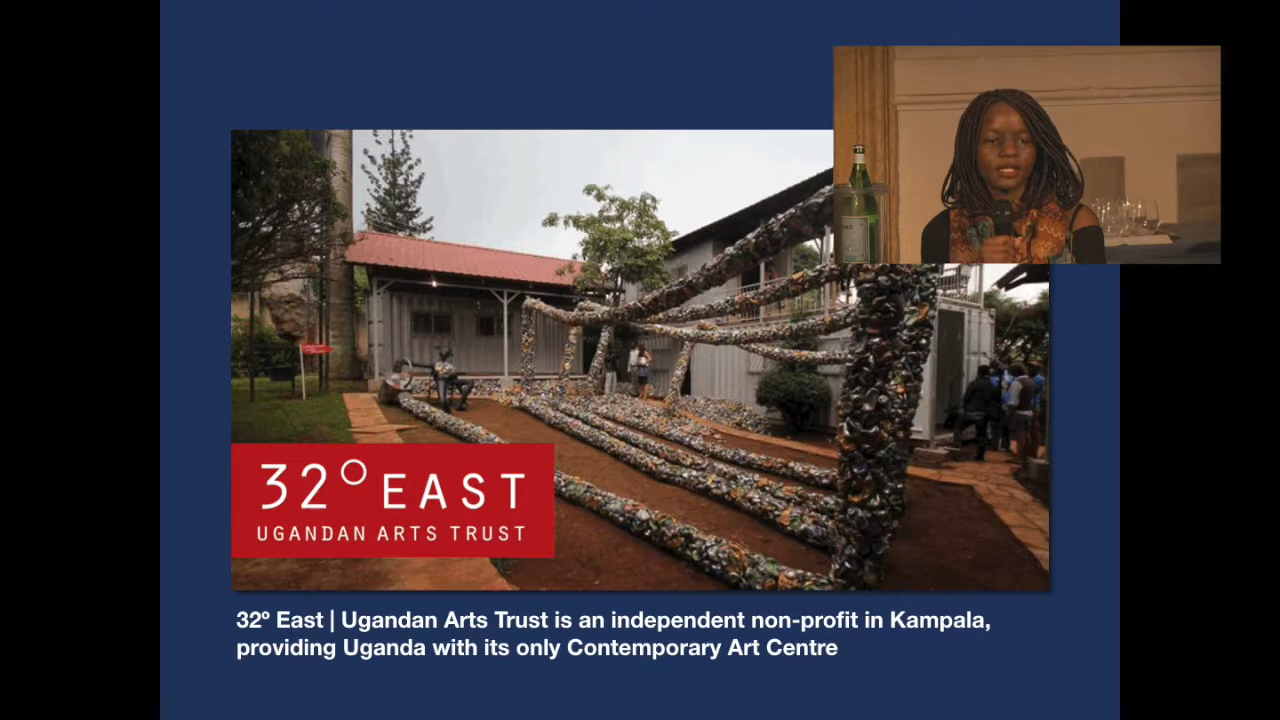 32° EAST
UGANDAN ARTS TRUST
32º East | Ugandan Arts Trust is an independent non-profit in Kampala,
providing Uganda with its only Contemporary Art Centre